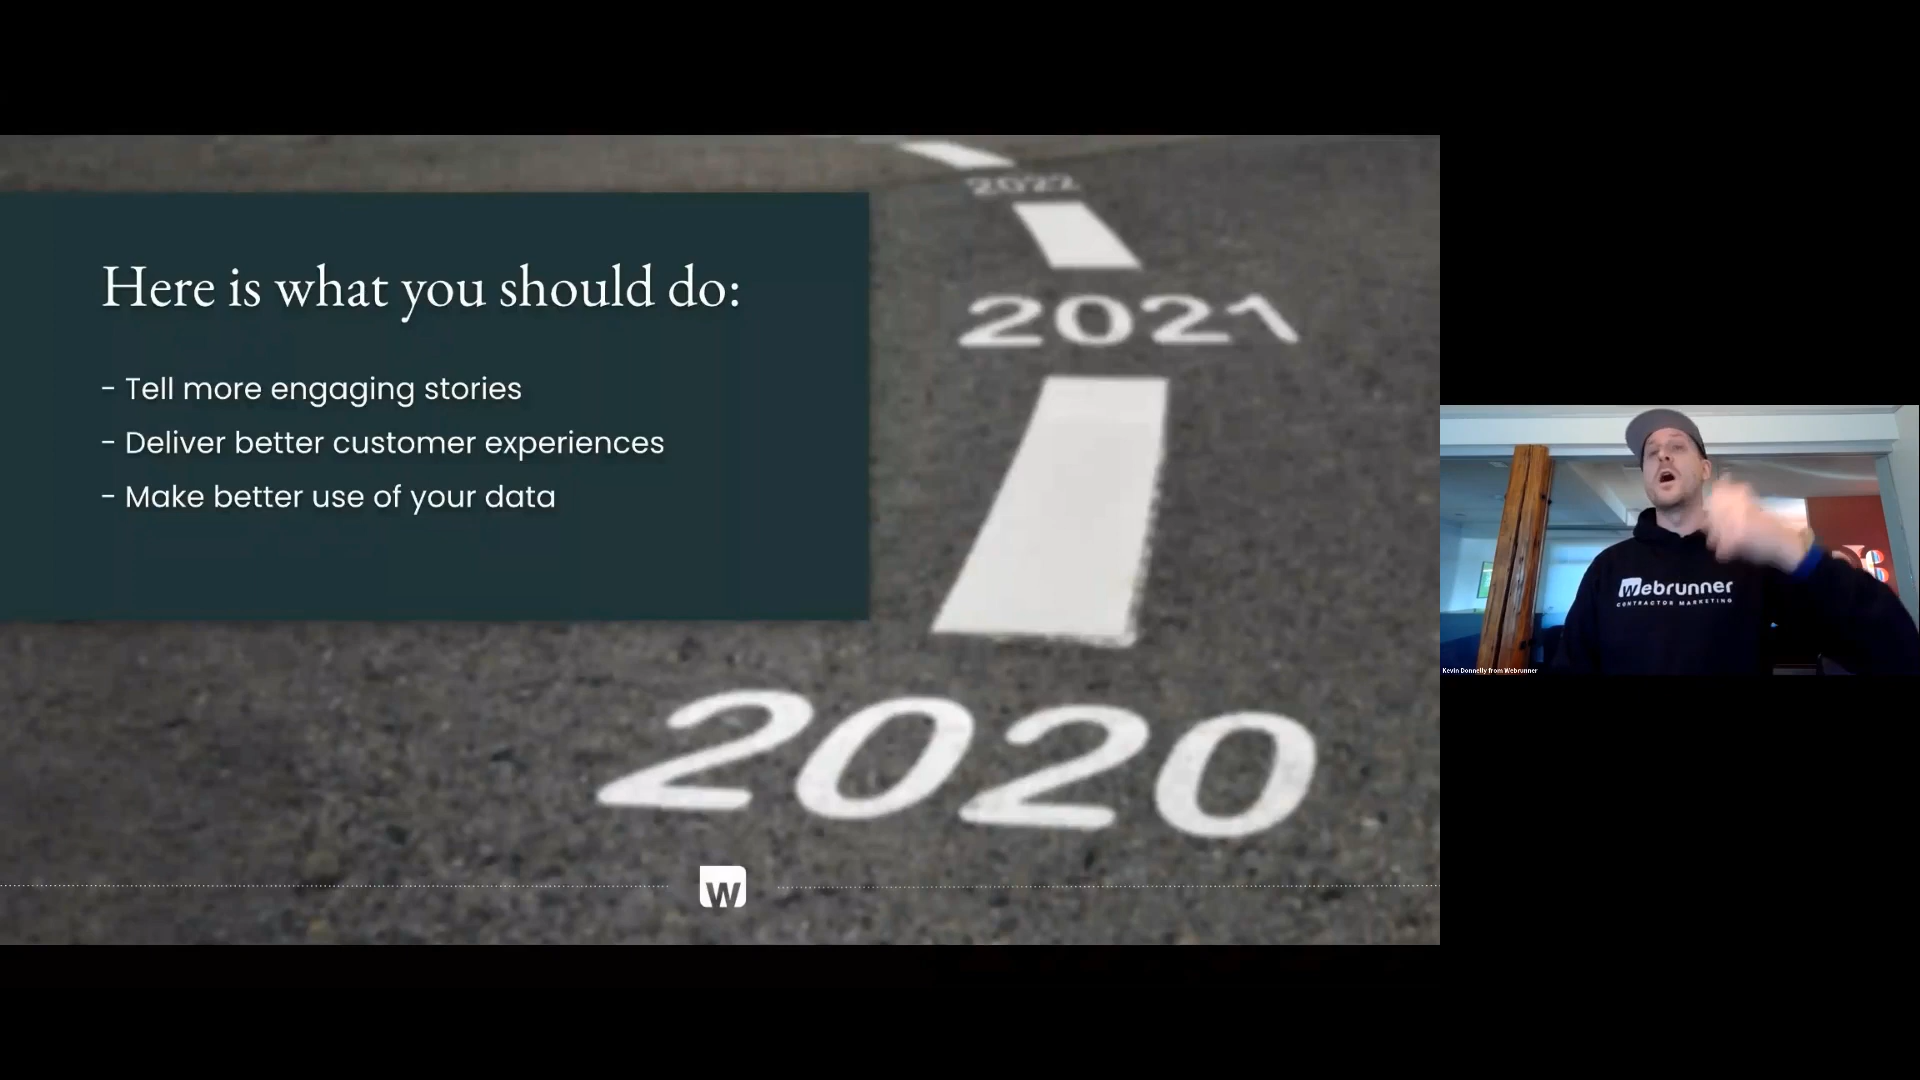 Here is what you should do:
- Tell more engaging stories
- Deliver better customer experiences
- Make better use of your data
2022
2021
2020
W
Webrunner
CONTRACTOR MARKETING
Kevin Donnelly from Webrunner